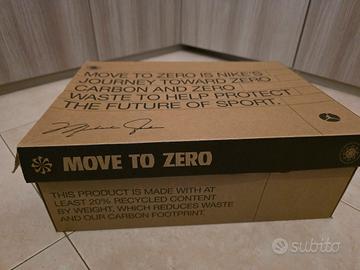 MOVE TO ZERO IS NIKE'S
JOURNEY TOWARD ZERO
CARBON AND ZERO
WASTE TO HELP PROTECT
THE FUTURE OF SPORT.
MOVE TO ZERO
THIS PRODUCT IS MADE WITH AT
LEAST 20% RECYCLED CONTENT
BY WEIGHT, WHICH REDUCES WASTE
AND OUR CARBON FOOTPRINT.
subito